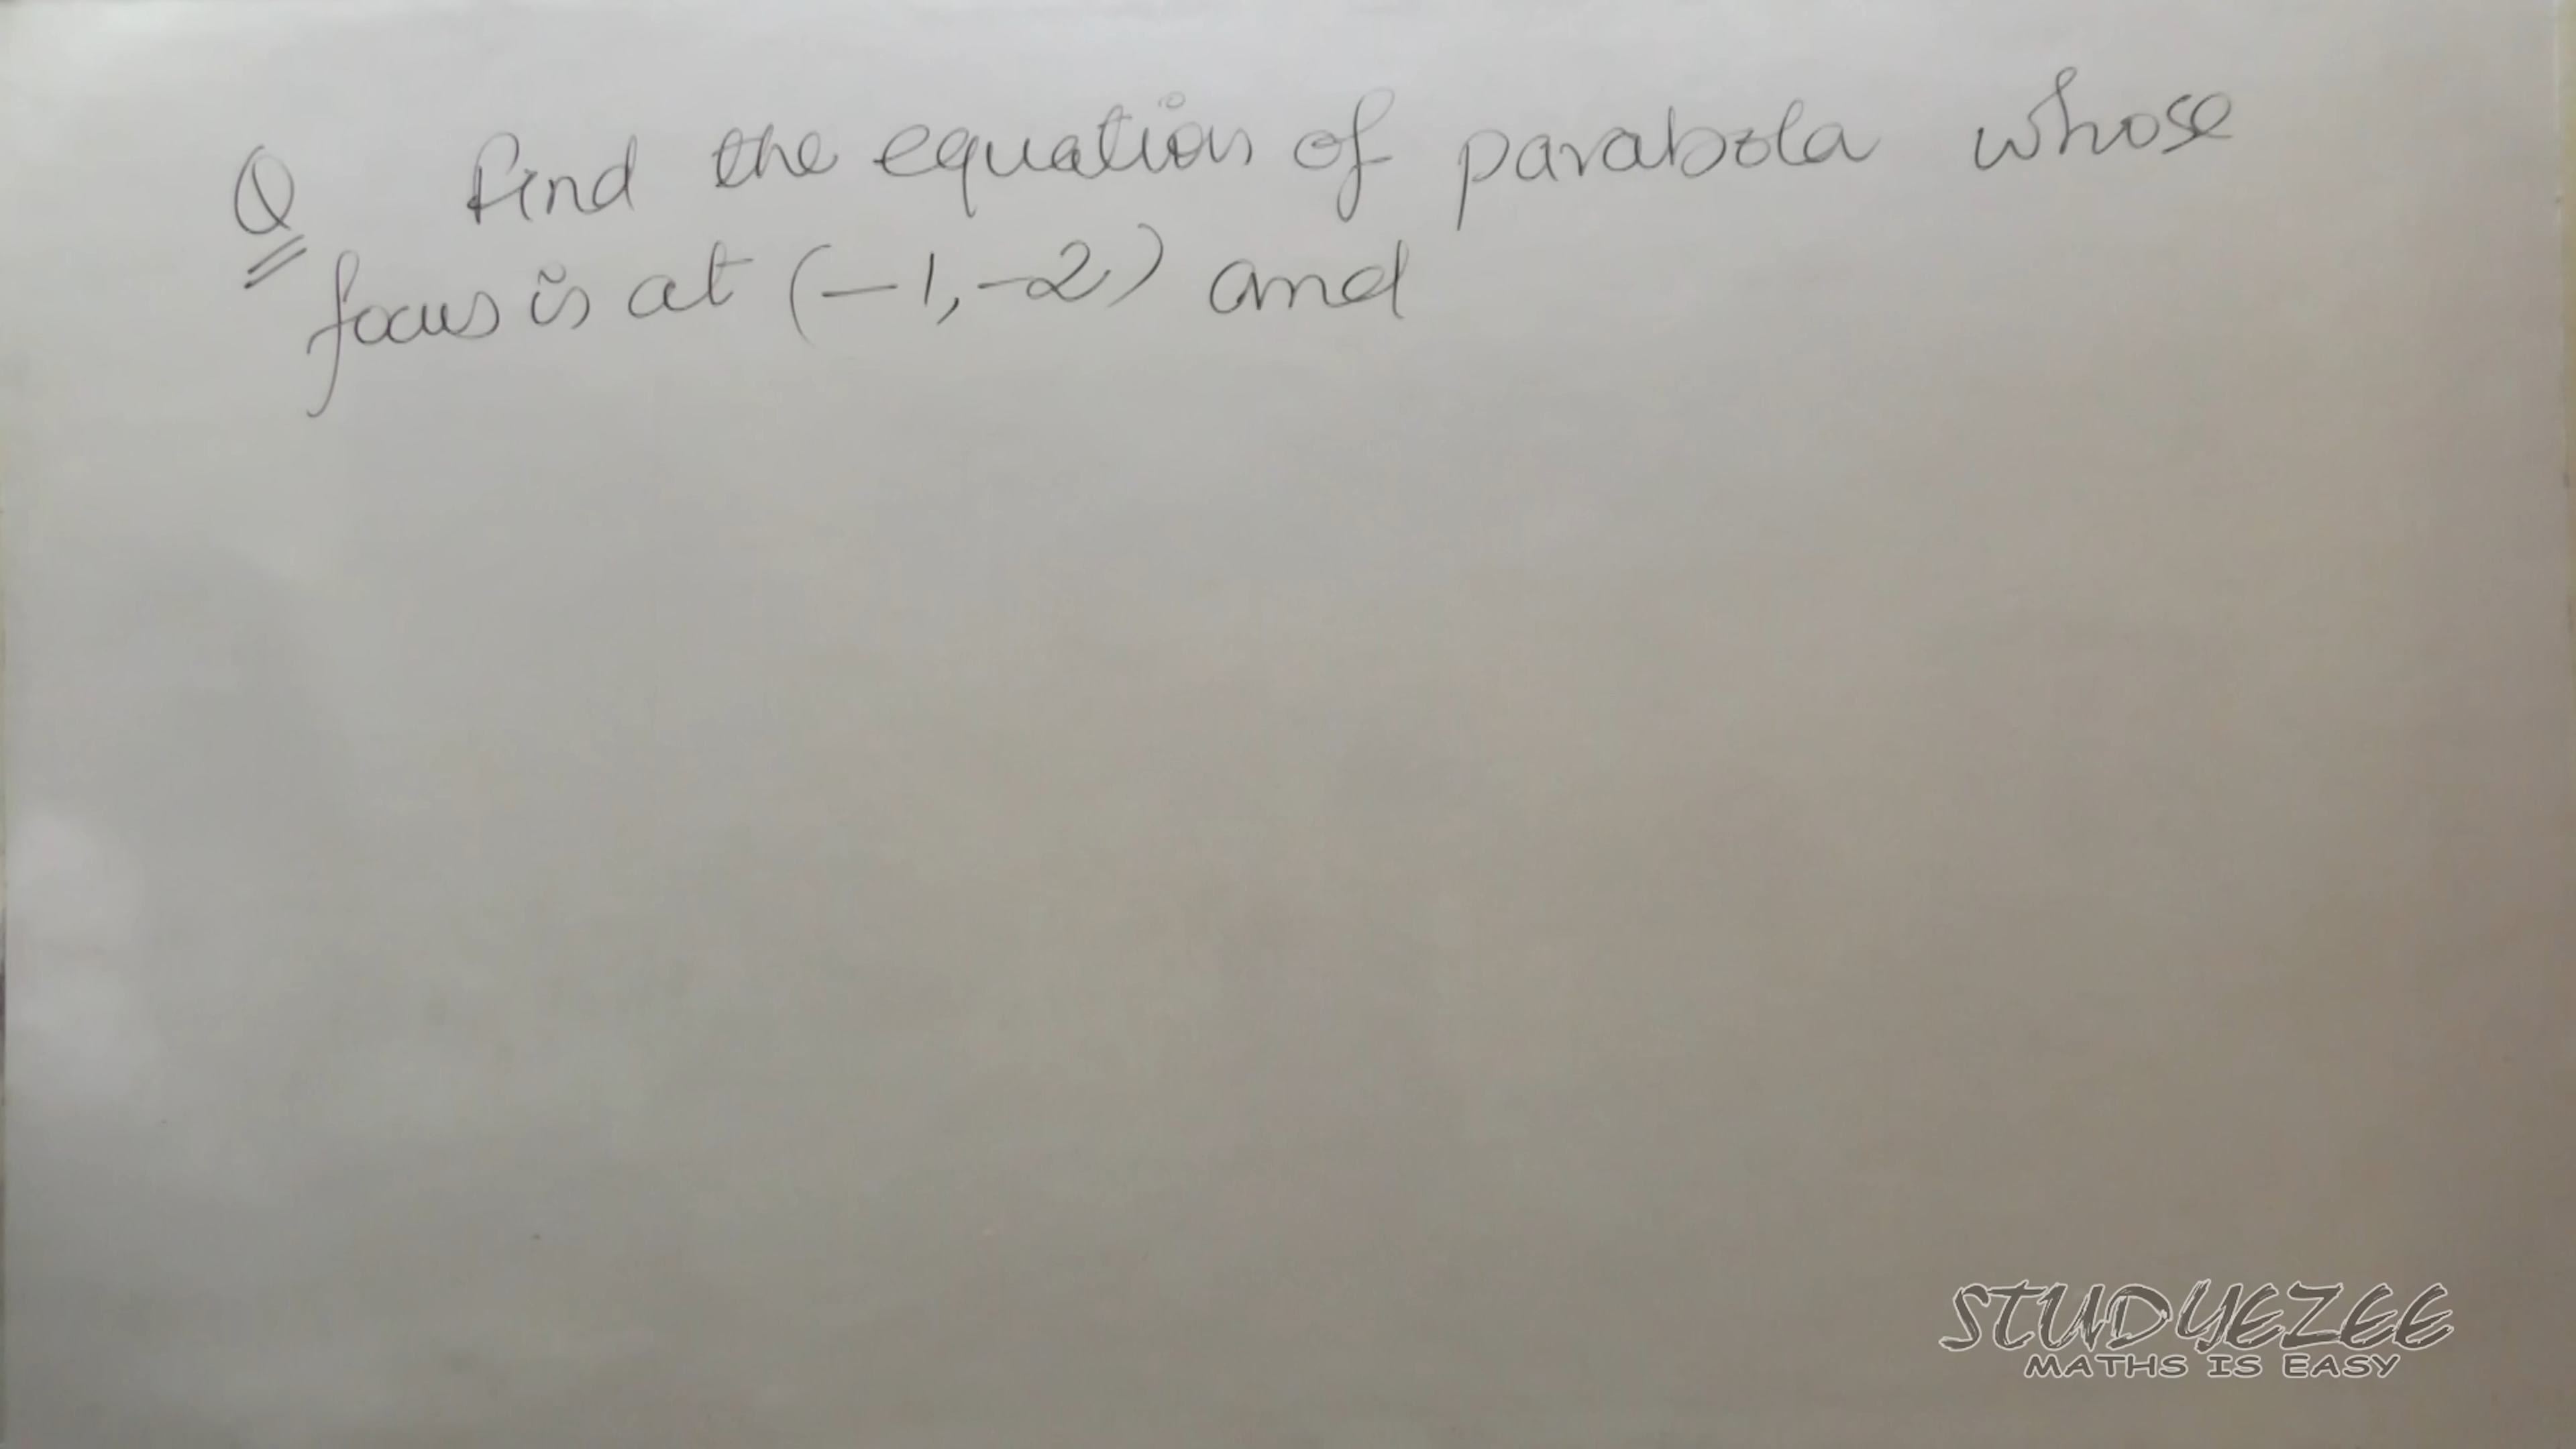 Q Find the equation of parabola whose
focus is at (-1,-2) and
STUDYEZEE
MATHS IS EASY